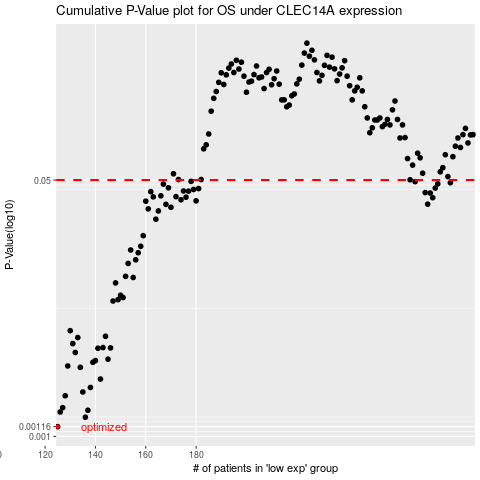 Cumulative P-Value plot for OS under CLEC14A expression
0.05
P-Value(log10)
0.00116
optimized
0.001
0
120
140
160
180
# of patients in 'low exp' group